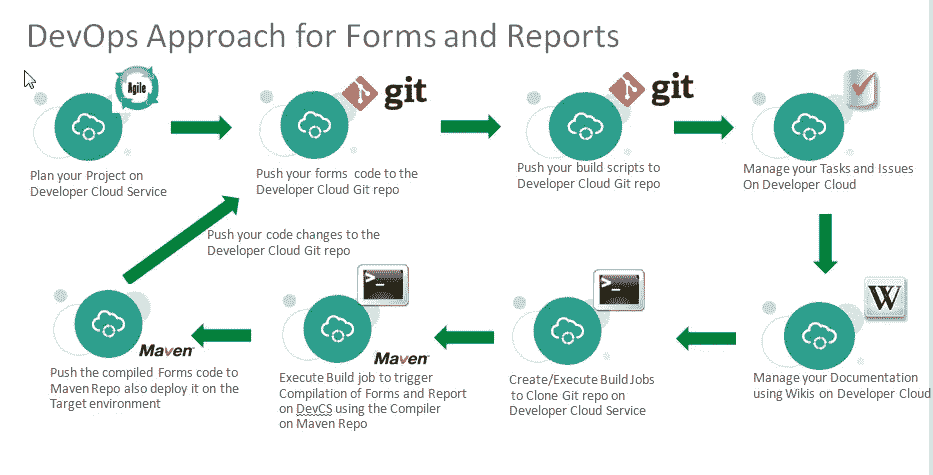 DevOps Approach for Forms and Reports
Agile
git
git
Plan your Project on
Developer Cloud Service
Push your forms code to the
Developer Cloud Git repo
Push your build scripts to
Developer Cloud Git repo
Manage your Tasks and Issues
On Developer Cloud
Push your code changes to the
Developer Cloud Git repo
>_
>_
W
Maven
Maven
Push the compiled Forms code to
Maven Repo also deploy it on the
Target environment
Execute Build job to trigger
Compilation of Forms and Report
on DevCS using the Compiler
on Maven Repo
Create/Execute Build Jobs
to Clone Git repo on
Developer Cloud Service
Manage your Documentation
using Wikis on Developer Cloud